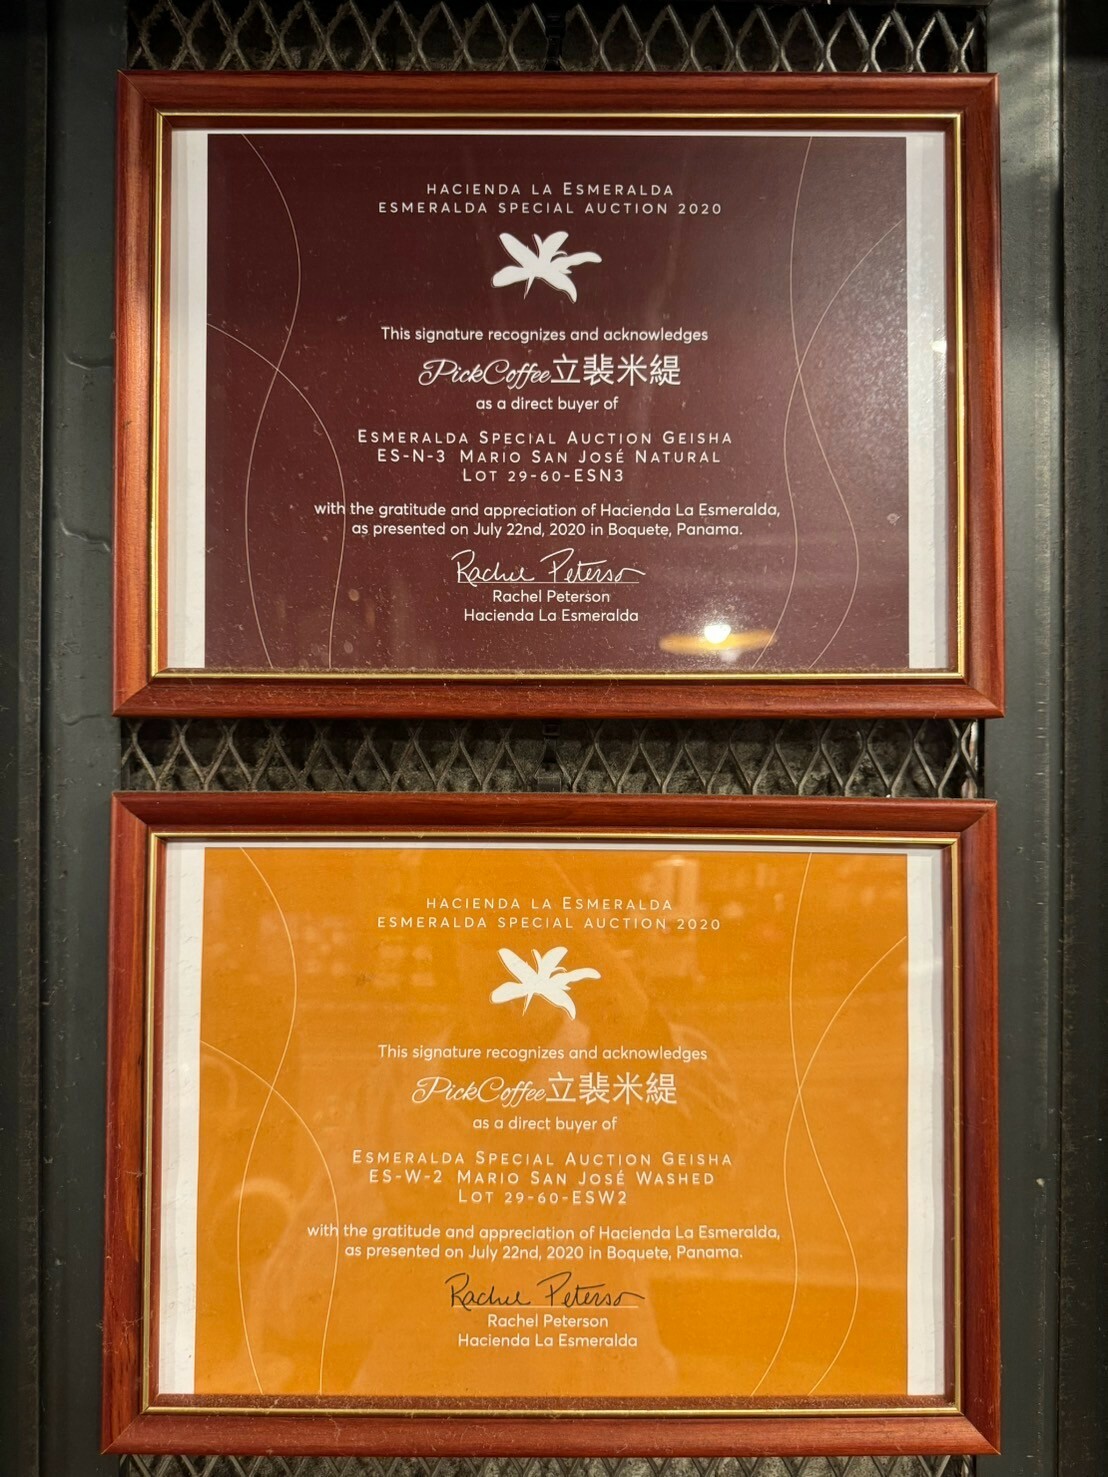 HACIENDA LA ESMERALDA
ESMERALDA SPECIAL AUCTION 2020
This signature recognizes and acknowledges
PickCoffee立裴米緹
as a direct buyer of
ESMERALDA SPECIAL AUCTION GEISHA
ES-N-3 MARIO SAN JOSÉ NATURAL
LOT 29-60-ESN3
with the gratitude and appreciation of Hacienda La Esmeralda,
as presented on July 22nd, 2020 in Boquete, Panama.
Rachel Peterson
Rachel Peterson
Hacienda La Esmeralda
HACIENDA LA ESMERALDA
ESMERALDA SPECIAL AUCTION 2020
This signature recognizes and acknowledges
PickCoffee立裴米緹
as a direct buyer of
ESMERALDA SPECIAL AUCTION GEISHA
ES-W-2 MARIO SAN JOSÉ WASHED
LOT 29-60-ESW2
with the gratitude and appreciation of Hacienda La Esmeralda,
as presented on July 22nd, 2020 in Boquete, Panama.
Rachel Peterson
Rachel Peterson
Hacienda La Esmeralda